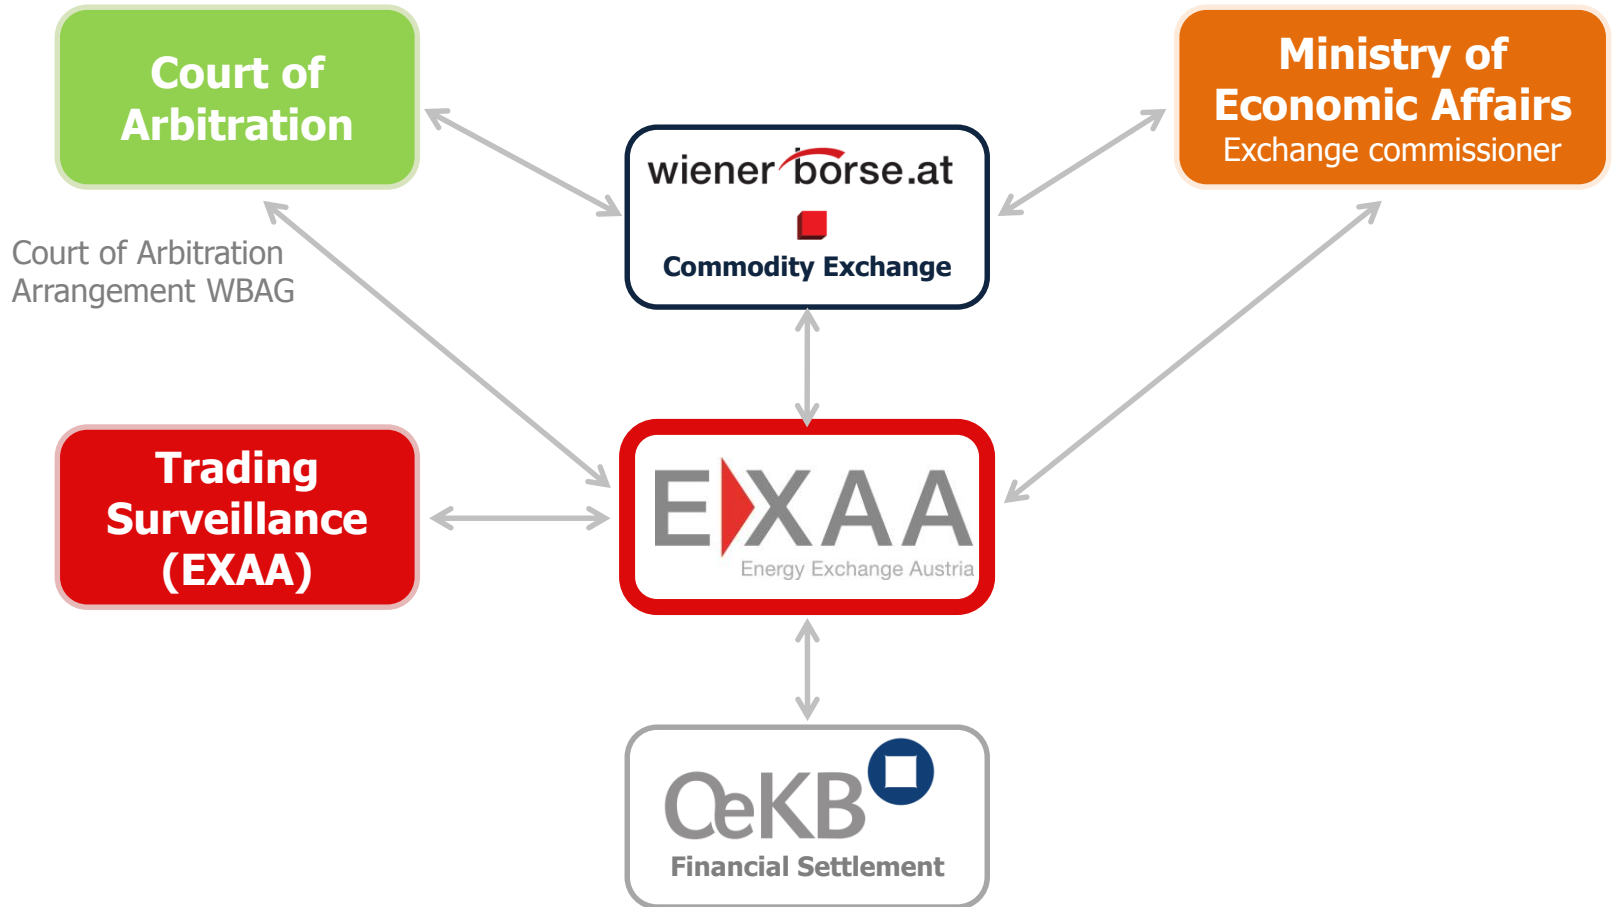 Court of
Arbitration
Ministry of
Economic Affairs
Exchange commissioner
wiener börse.at
Commodity Exchange
Court of Arbitration
Arrangement WBAG
Trading
Surveillance
(EXAA)
EXAA
Energy Exchange Austria
OeKB
Financial Settlement